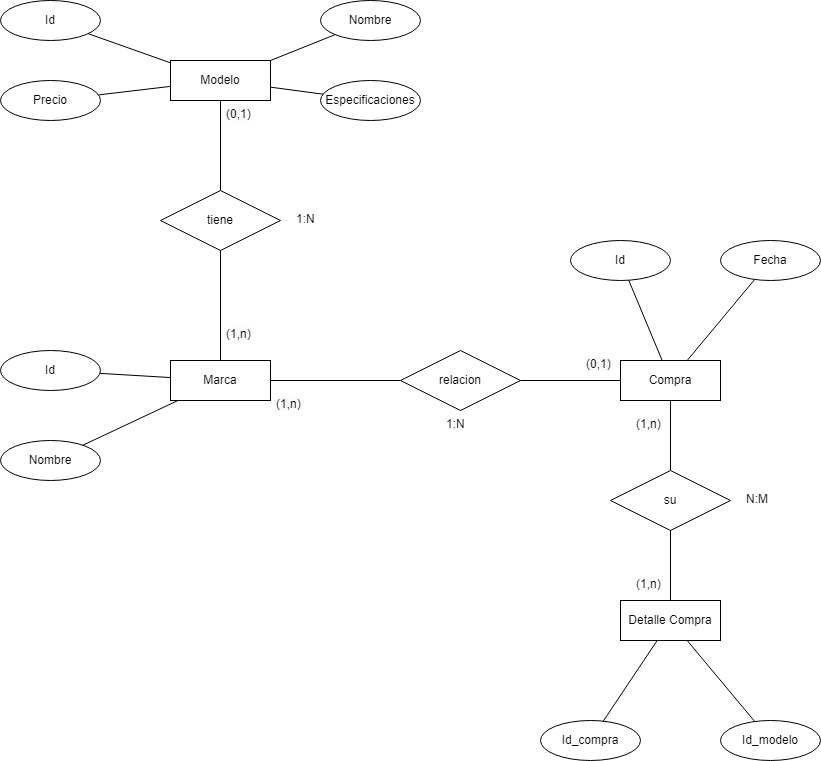 Id
Nombre
Modelo
Precio
Especificaciones
(0,1)
tiene
1:N
Id
Fecha
(1,n)
Id
Marca
(1,n)
relacion
1:N
(0,1)
Compra
Nombre
(1,n)
su
N:M
(1,n)
Detalle Compra
Id_compra
Id_modelo